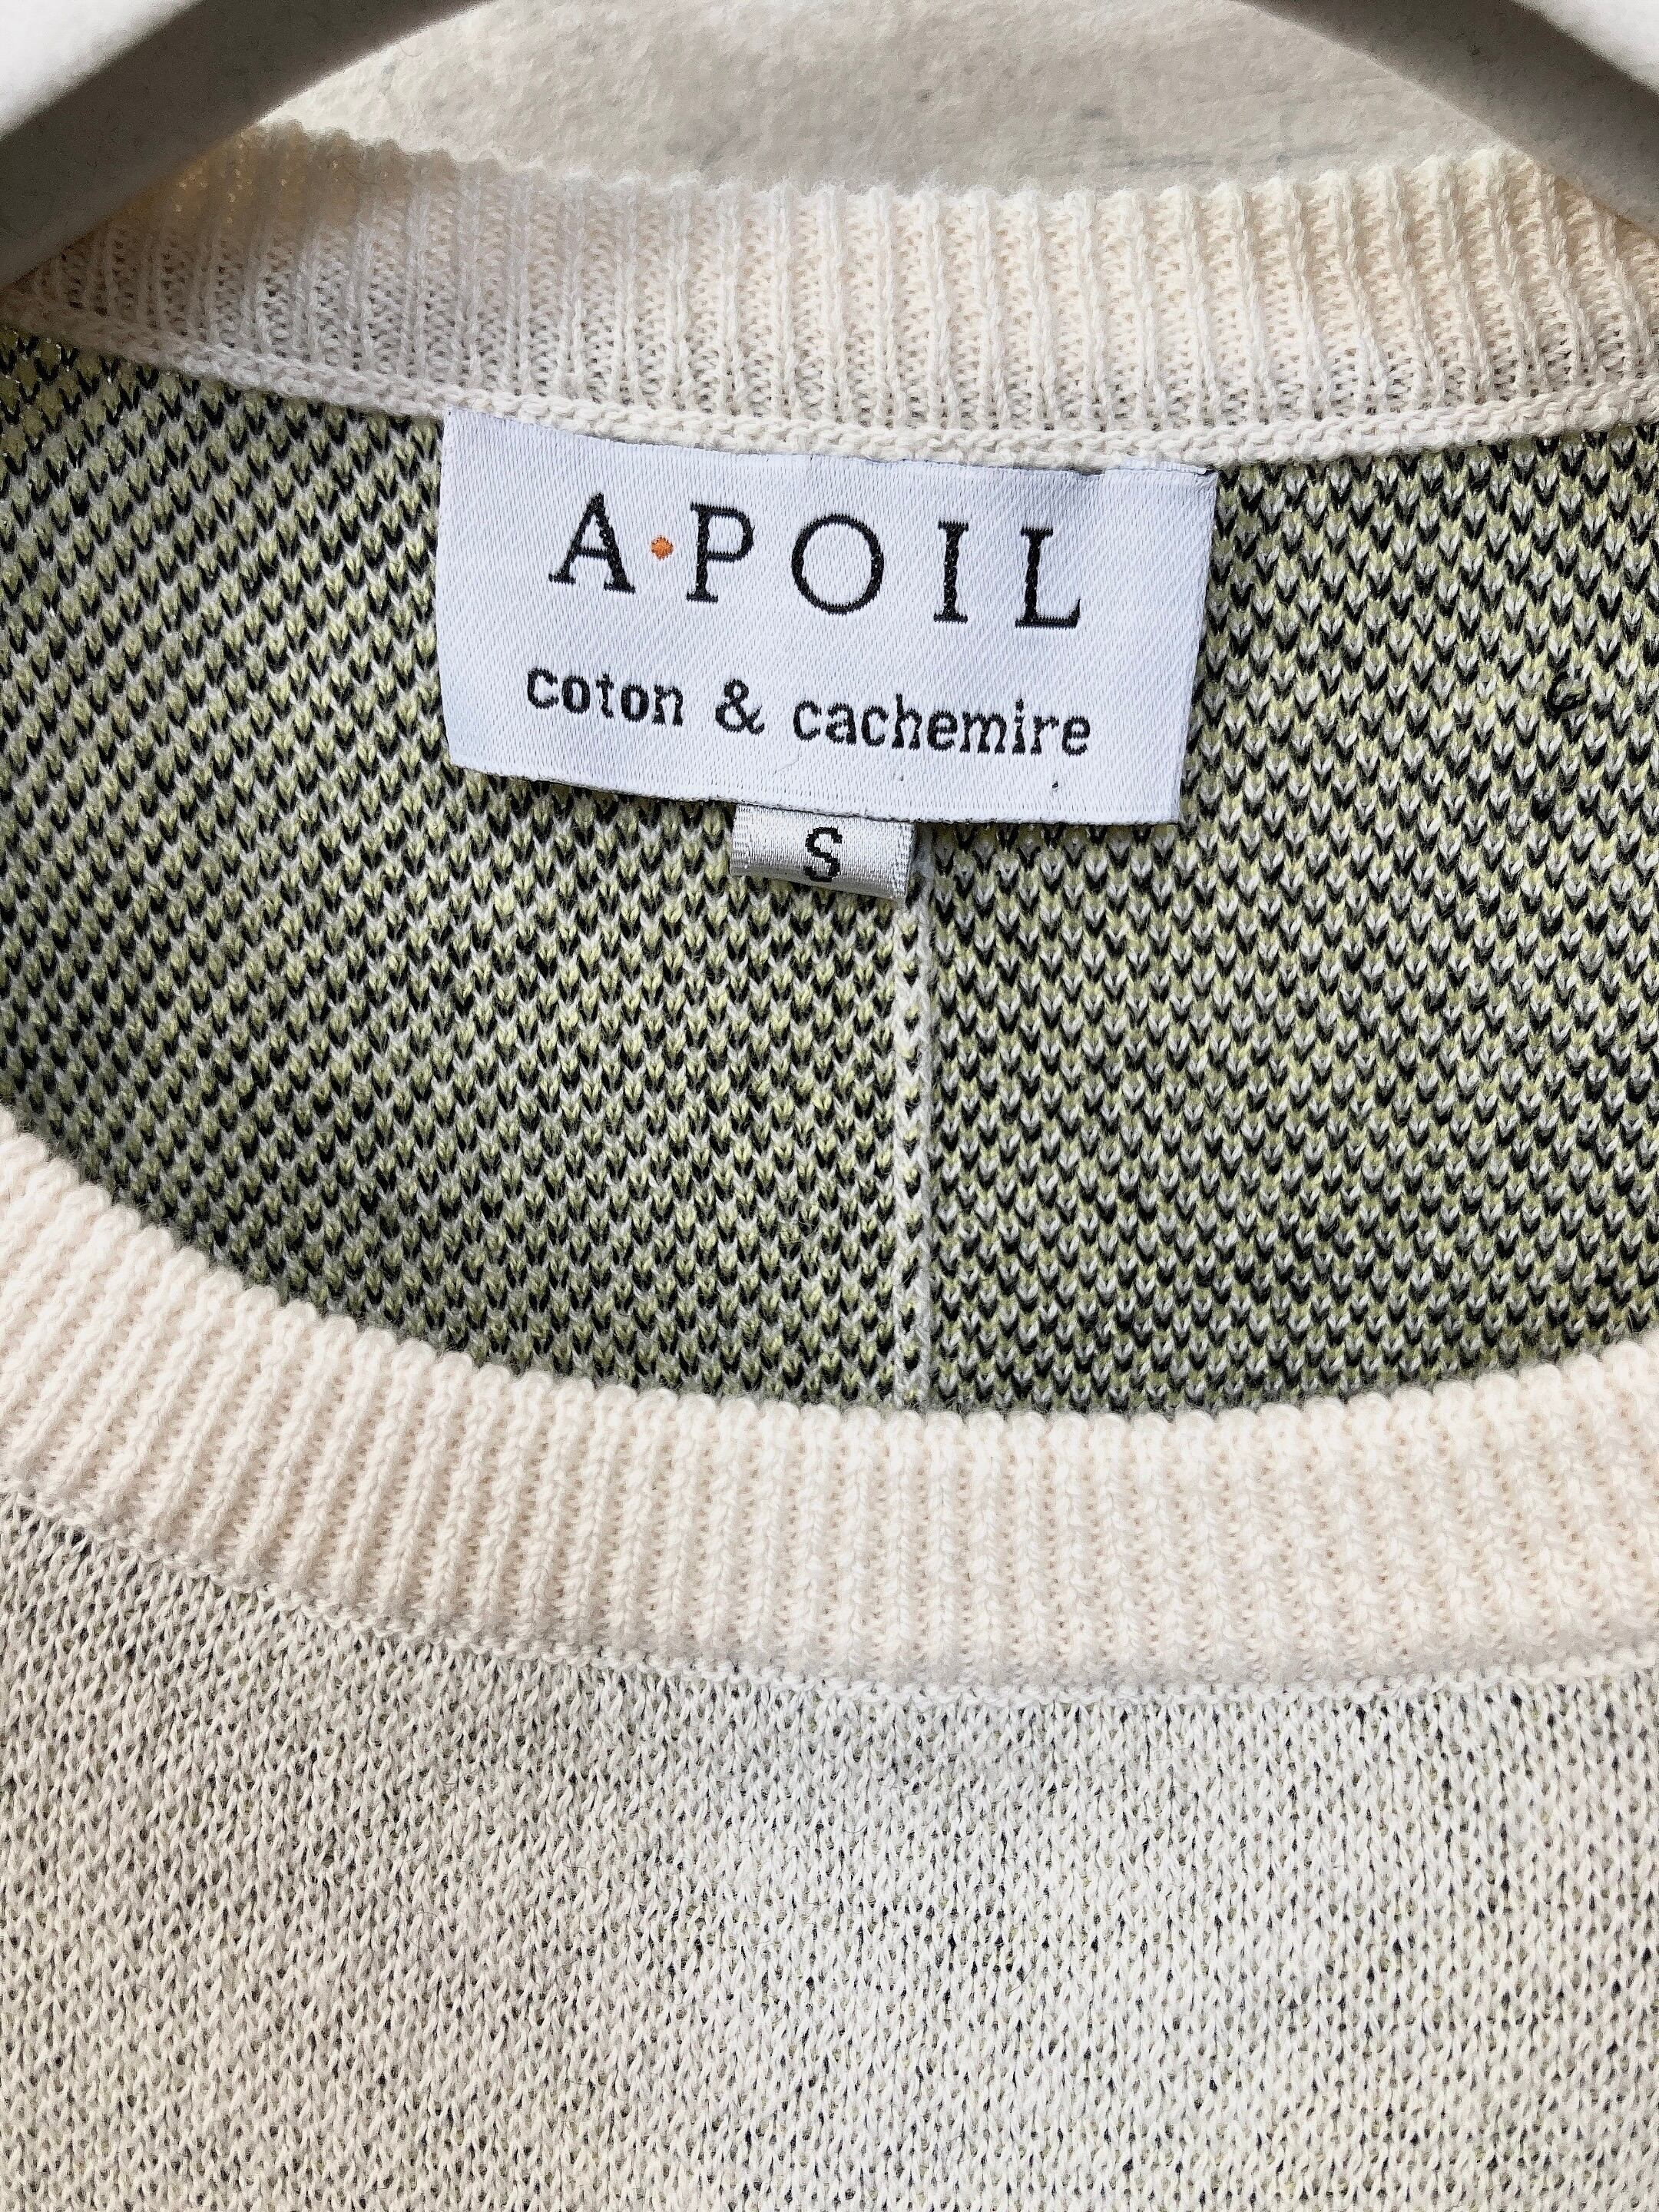 A•POIL
coton & cachemire
S